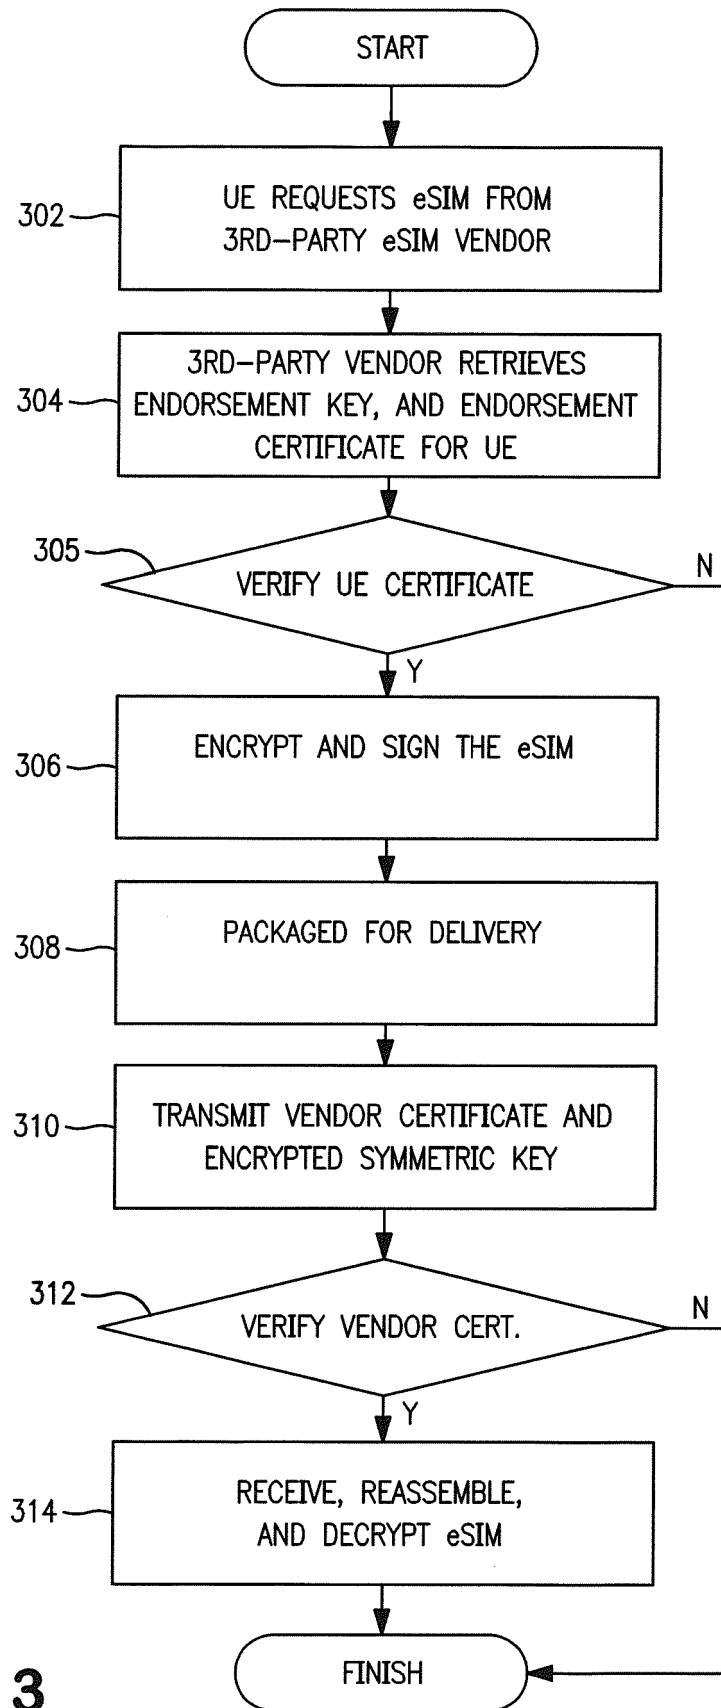 START
302
UE REQUESTS eSIM FROM
3RD-PARTY eSIM VENDOR
304
3RD-PARTY VENDOR RETRIEVES
ENDORSEMENT KEY, AND ENDORSEMENT
CERTIFICATE FOR UE
305
VERIFY UE CERTIFICATE
N
Y
306
ENCRYPT AND SIGN THE eSIM
308
PACKAGED FOR DELIVERY
310
TRANSMIT VENDOR CERTIFICATE AND
ENCRYPTED SYMMETRIC KEY
312
VERIFY VENDOR CERT.
N
Y
314
RECEIVE, REASSEMBLE,
AND DECRYPT eSIM
FINISH
3